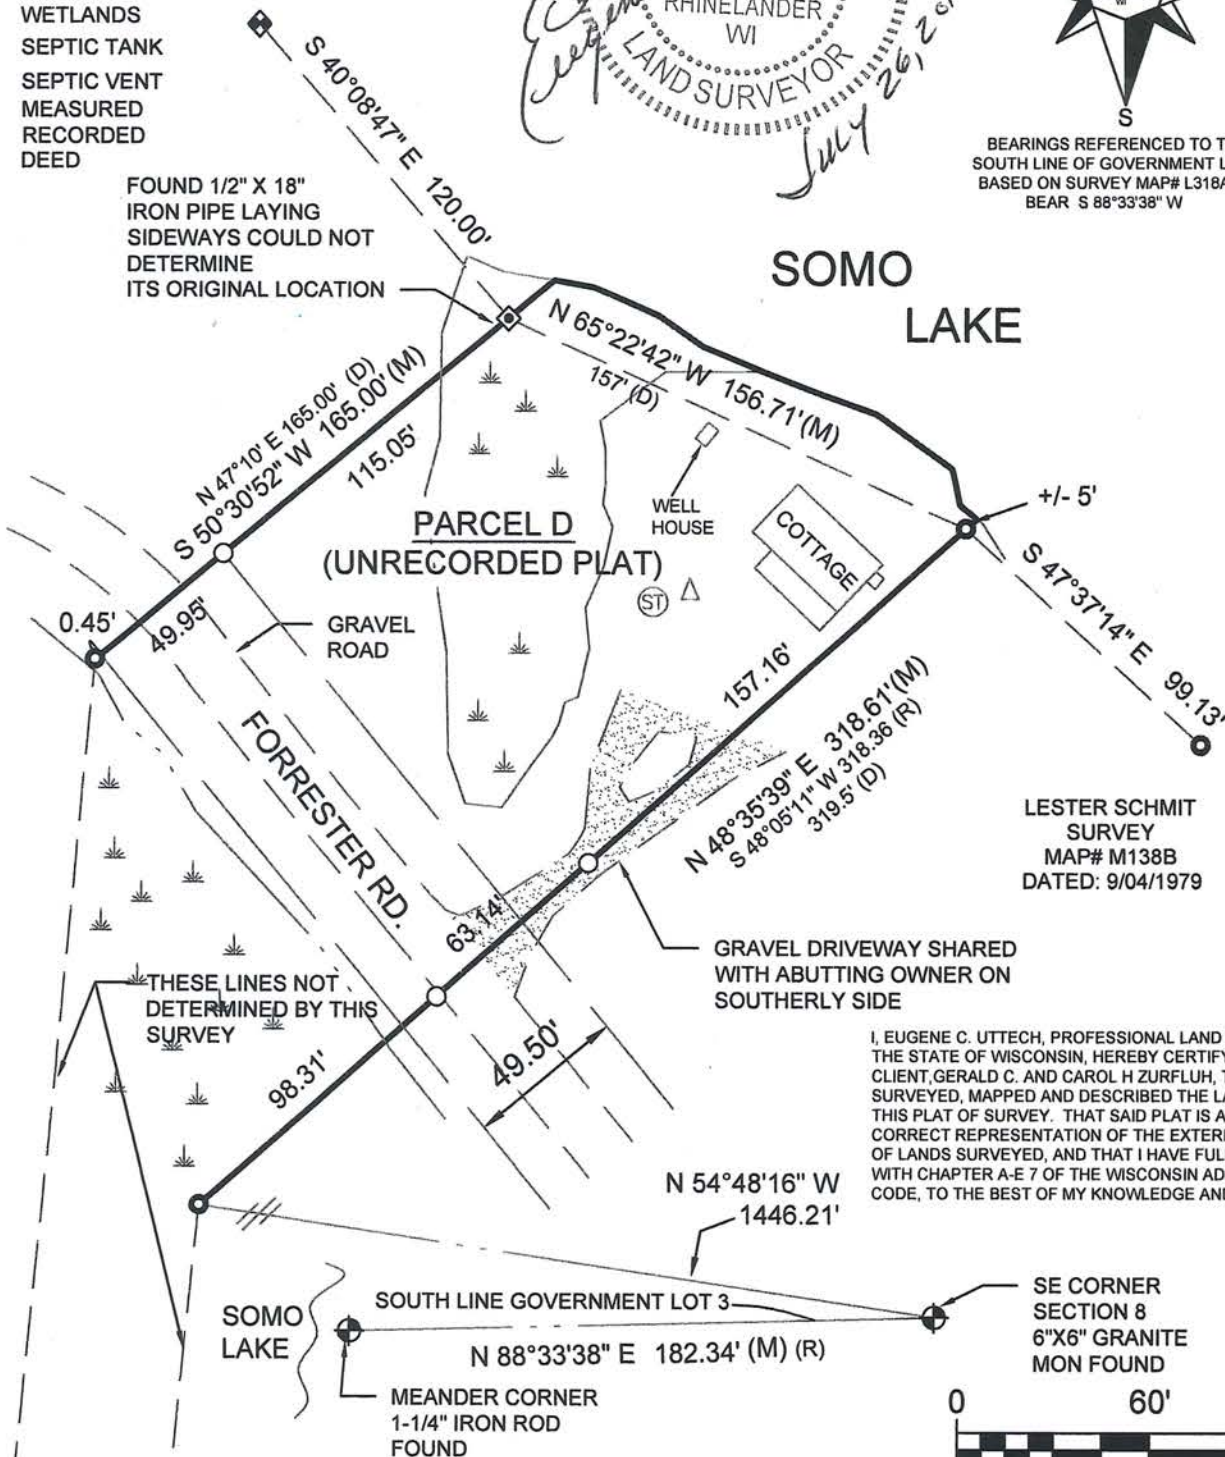 WETLANDS
SEPTIC TANK
SEPTIC VENT
MEASURED
RECORDED
DEED
RHINELANDER
WI
LAND SURVEYOR
July 26,
WI
S
BEARINGS REFERENCED TO
SOUTH LINE OF GOVERNMENT
BASED ON SURVEY MAP# L318A
BEAR S 88°33'38" W
S 40°08'47" E 120.00'
FOUND 1/2" X 18"
IRON PIPE LAYING
SIDEWAYS COULD NOT
DETERMINE
ITS ORIGINAL LOCATION
SOMO
LAKE
N 65°22'42" W 156.71'(M)
157' (D)
N 47°10' E 165.00' (D)
S 50°30'52" W 165.00'(M)
115.05'
WELL
HOUSE
+/- 5'
PARCEL D
(UNRECORDED PLAT)
COTTAGE
ST
S 47°37'14" E 99.13'
0.45'
49.95'
GRAVEL
ROAD
157.16'
N 48°35'39" E 318.61'(M)
S 48°05'11" W 318.36 (R)
319.5' (D)
FORRESTER RD.
LESTER SCHMIT
SURVEY
MAP# M138B
DATED: 9/04/1979
63.14'
GRAVEL DRIVEWAY SHARED
WITH ABUTTING OWNER ON
SOUTHERLY SIDE
THESE LINES NOT
DETERMINED BY THIS
SURVEY
98.31'
49.50'
I, EUGENE C. UTTECH, PROFESSIONAL LAND
THE STATE OF WISCONSIN, HEREBY CERTIFY
CLIENT,GERALD C. AND CAROL H ZURFLUH,
SURVEYED, MAPPED AND DESCRIBED THE
THIS PLAT OF SURVEY. THAT SAID PLAT IS A
CORRECT REPRESENTATION OF THE
OF LANDS SURVEYED, AND THAT I HAVE
WITH CHAPTER A-E 7 OF THE WISCONSIN
CODE, TO THE BEST OF MY KNOWLEDGE
N 54°48'16" W
1446.21'
SOMO
LAKE
SOUTH LINE GOVERNMENT LOT 3
N 88°33'38" E 182.34' (M) (R)
SE CORNER
SECTION 8
6"X6" GRANITE
MON FOUND
MEANDER CORNER
1-1/4" IRON ROD
FOUND
0 60'